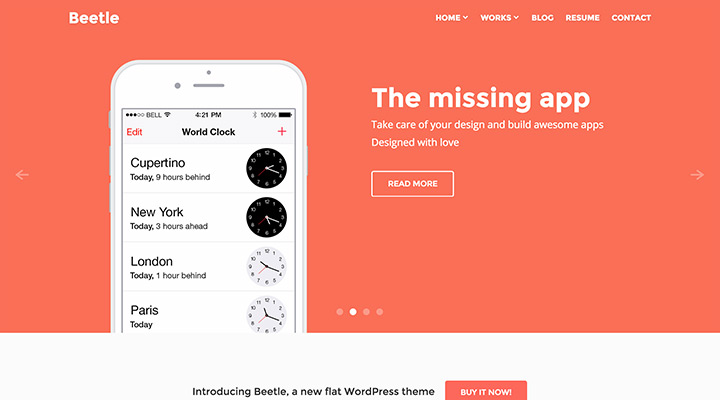 Beetle
HOME WORKS BLOG RESUME CONTACT
BELL 4:21 PM 100%
Edit World Clock +
Cupertino
Today, 9 hours behind
New York
Today, 3 hours ahead
London
Today, 1 hour behind
Paris
Today
The missing app
Take care of your design and build awesome apps
Designed with love
READ MORE
Introducing Beetle, a new flat WordPress theme
BUY IT NOW!